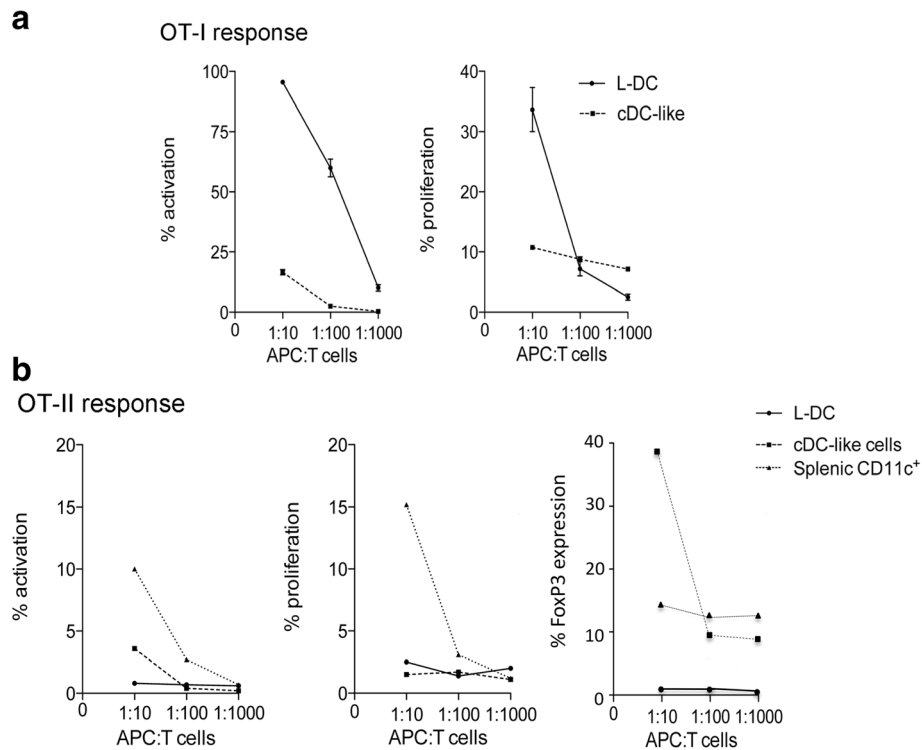 a
OT-I response
% activation
100
75
50
25
0
0 1:10 1:100 1:1000
APC:T cells
% proliferation
40
30
20
10
0
0 1:10 1:100 1:1000
APC:T cells
L-DC
cDC-like
b
OT-II response
% activation
20
15
10
5
0
0 1:10 1:100 1:1000
APC:T cells
% proliferation
20
15
10
5
0
0 1:10 1:100 1:1000
APC:T cells
% FoxP3 expression
40
30
20
10
0
0 1:10 1:100 1:1000
APC:T cells
L-DC
cDC-like cells
Splenic CD11c⁺